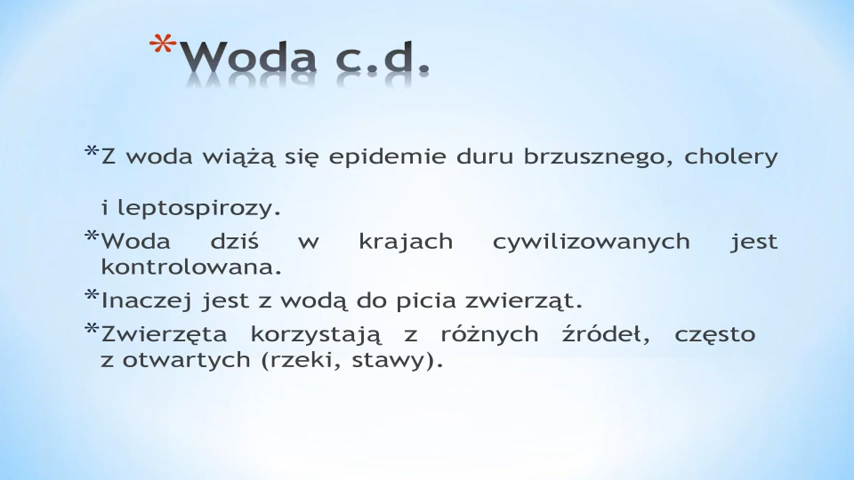 *Woda c.d.
*Z woda wiążą się epidemie duru brzusznego, cholery
i leptospirozy.
*Woda dziś w krajach cywilizowanych jest
kontrolowana.
*Inaczej jest z wodą do picia zwierząt.
*Zwierzęta korzystają z różnych źródeł, często
z otwartych (rzeki, stawy).